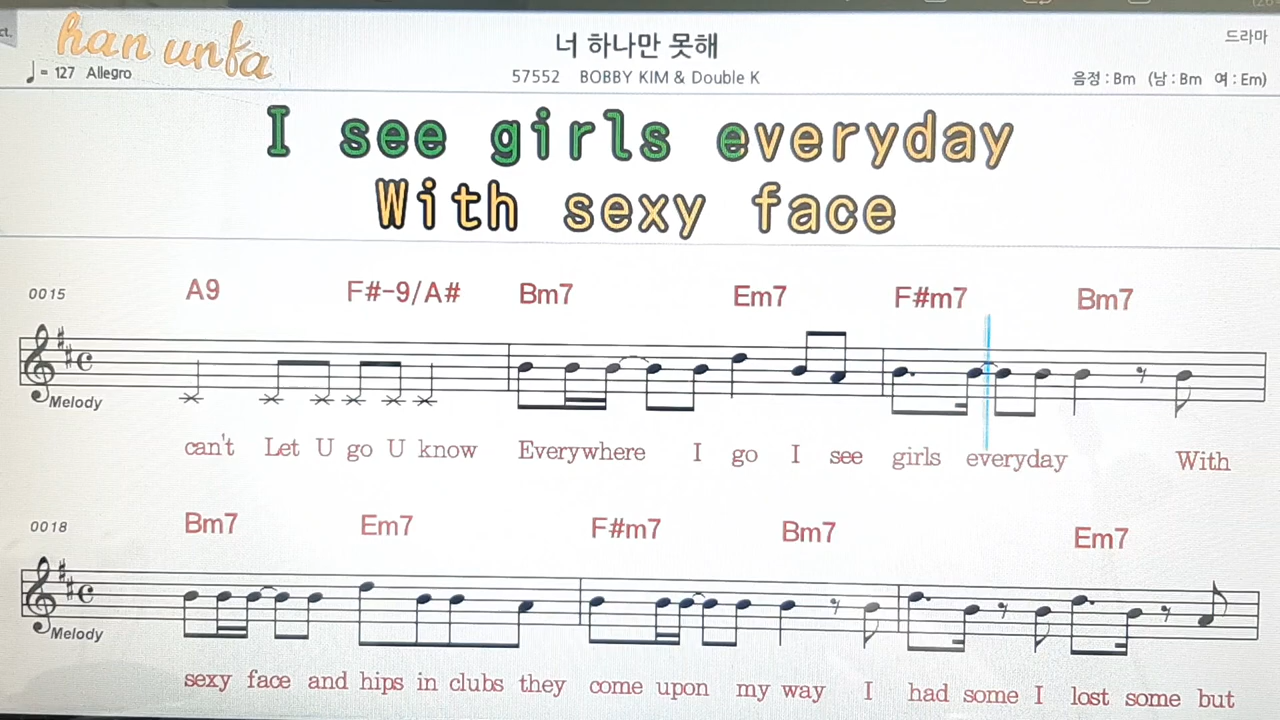 ct.
han unfa
너 하나만 못해
드라마
♩= 127 Allegro
57552 BOBBY KIM & Double K
음정 : Bm (남 : Bm 여 : Em)
I see girls everyday
With sexy face
0015 A9 F#-9/A# Bm7 Em7 F#m7 Bm7
Melody
can't Let U go U know Everywhere I go I see girls everyday With
0018 Bm7 Em7 F#m7 Bm7 Em7
Melody
sexy face and hips in clubs they come upon my way I had some I lost some but